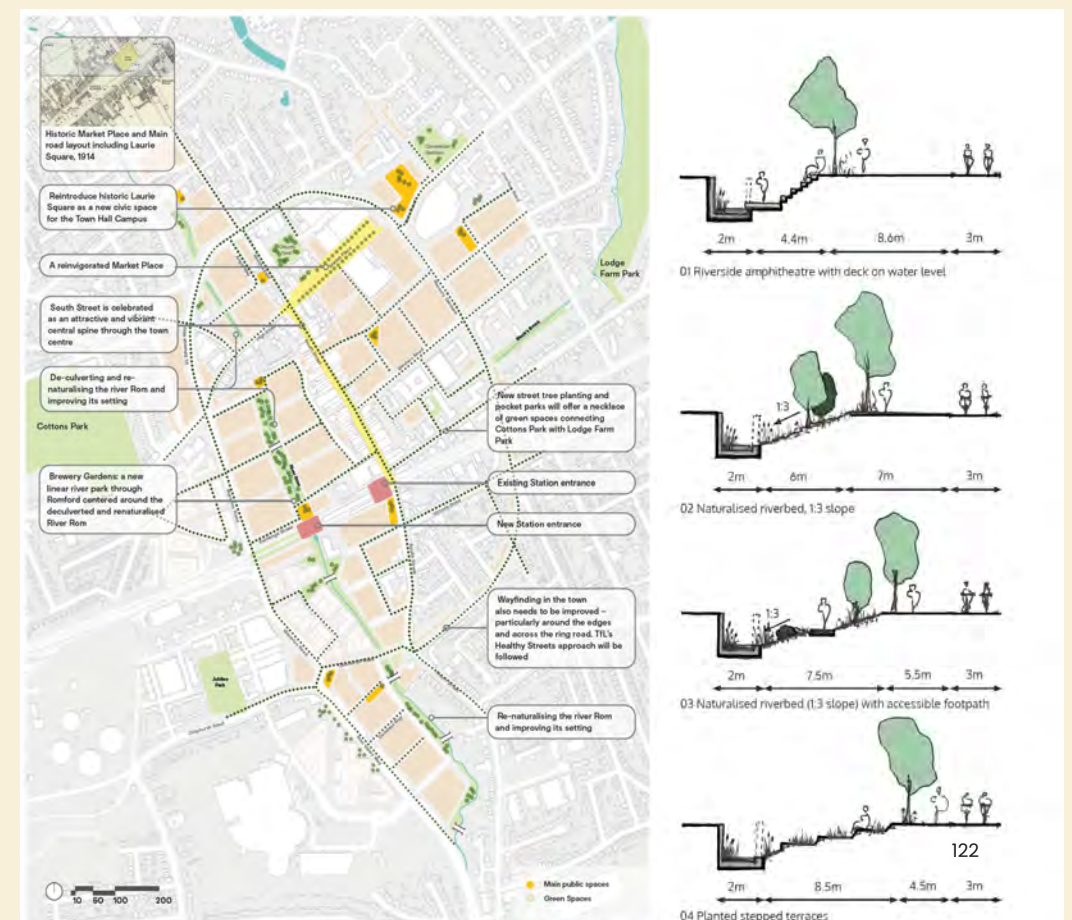 Historic Market Place and Main
road layout including Laurie
Square, 1914
Reintroduce historic Laurie
Square as a new civic space
for the Town Hall Campus
A reinvigorated Market Place
South Street is celebrated
as an attractive and vibrant
central spine through the town
centre
De-culverting and re-
naturalising the river Rom and
improving its setting
Cottons Park
Brewery Gardens: a new
linear river park through
Romford centered around the
deculverted and renaturalised
River Rom
Lodge
Farm Park
New street tree planting and
pocket parks will offer a necklace
of green spaces connecting
Cottons Park with Lodge Farm
Park
Existing Station entrance
New Station entrance
Wayfinding in the town
also needs to be improved –
particularly around the edges
and across the ring road. TfL's
Healthy Streets approach will be
followed
Jubilee
Park
Re-naturalising the river Rom
and improving its setting
10 50 100 200
Main public spaces
Green Spaces
2m 4.4m 8.6m 3m
01 Riverside amphitheatre with deck on water level
1:3
2m 6m 7m 3m
02 Naturalised riverbed, 1:3 slope
1:3
2m 7.5m 5.5m 3m
03 Naturalised riverbed (1:3 slope) with accessible footpath
122
2m 8.5m 4.5m 3m
04 Planted stepped terraces